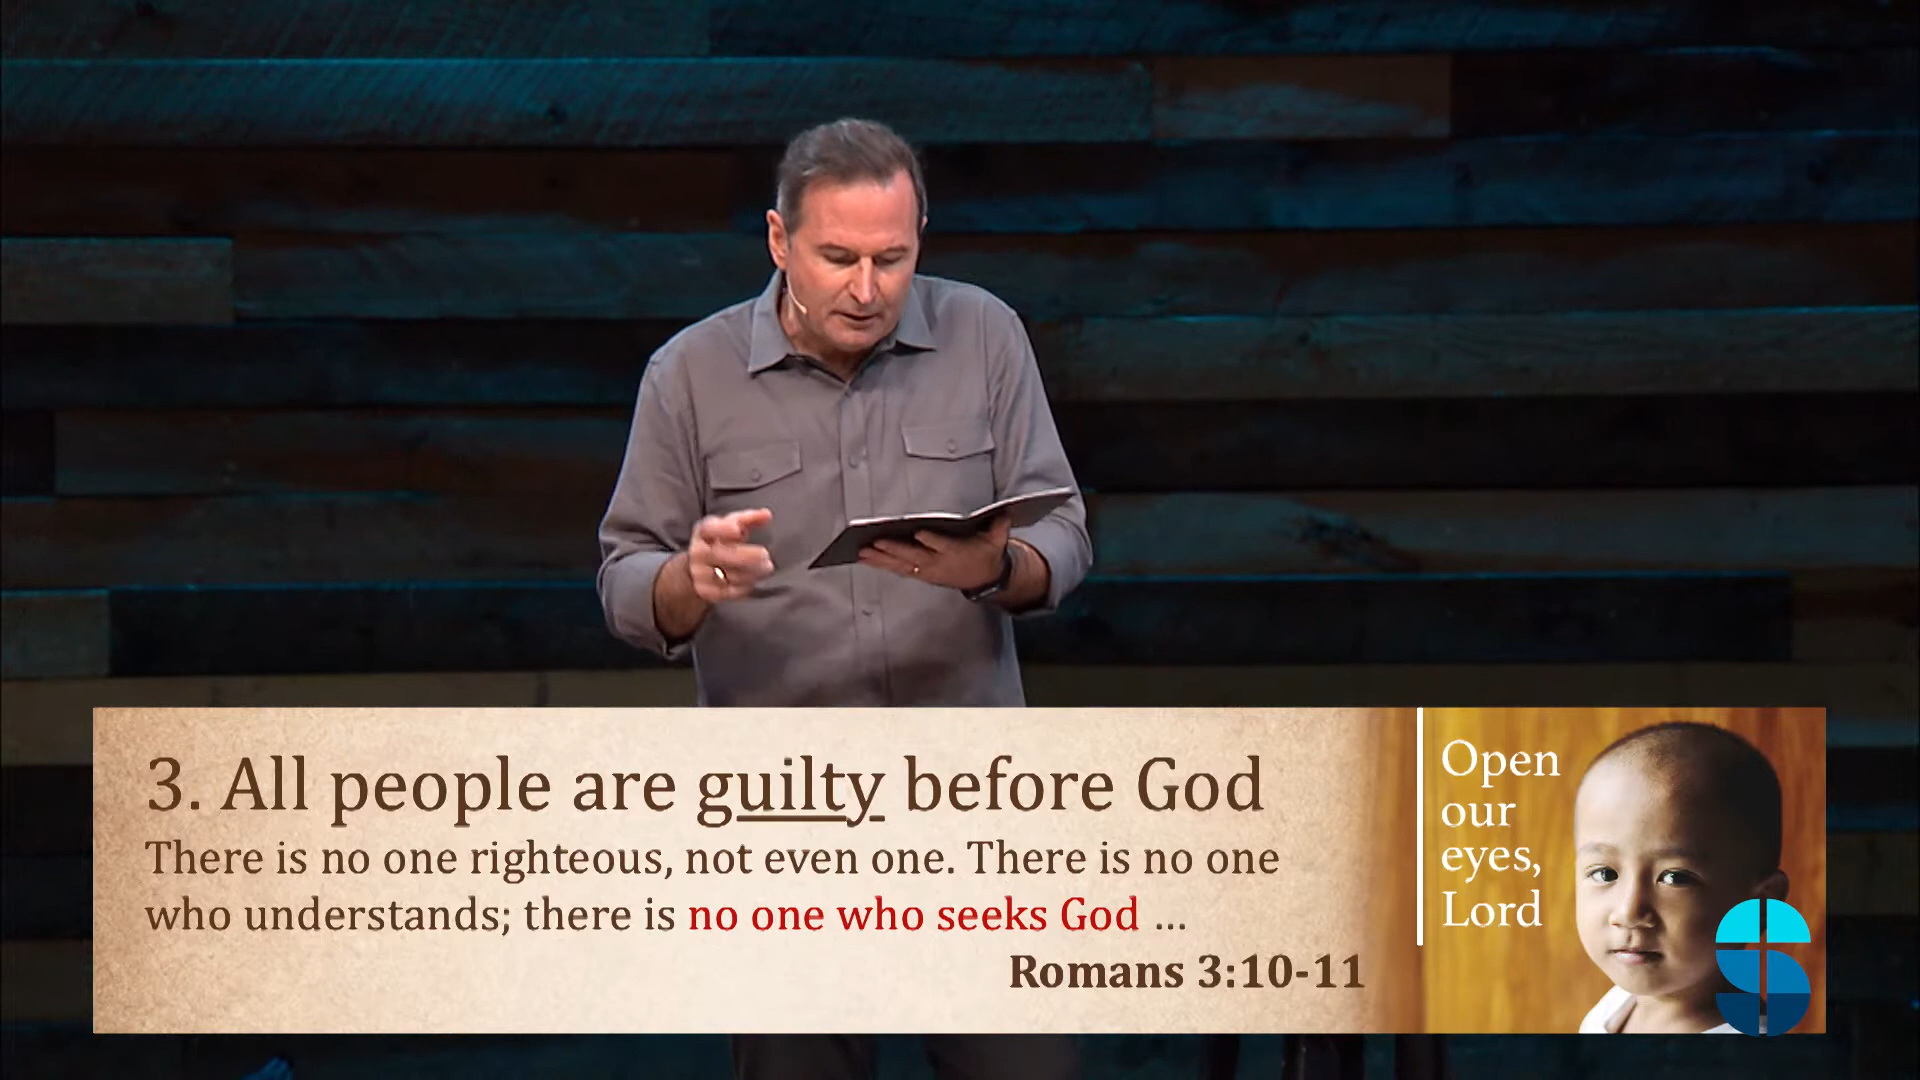 3. All people are guilty before God
There is no one righteous, not even one. There is no one
who understands; there is no one who seeks God ...
Romans 3:10-11
Open
our
eyes,
Lord